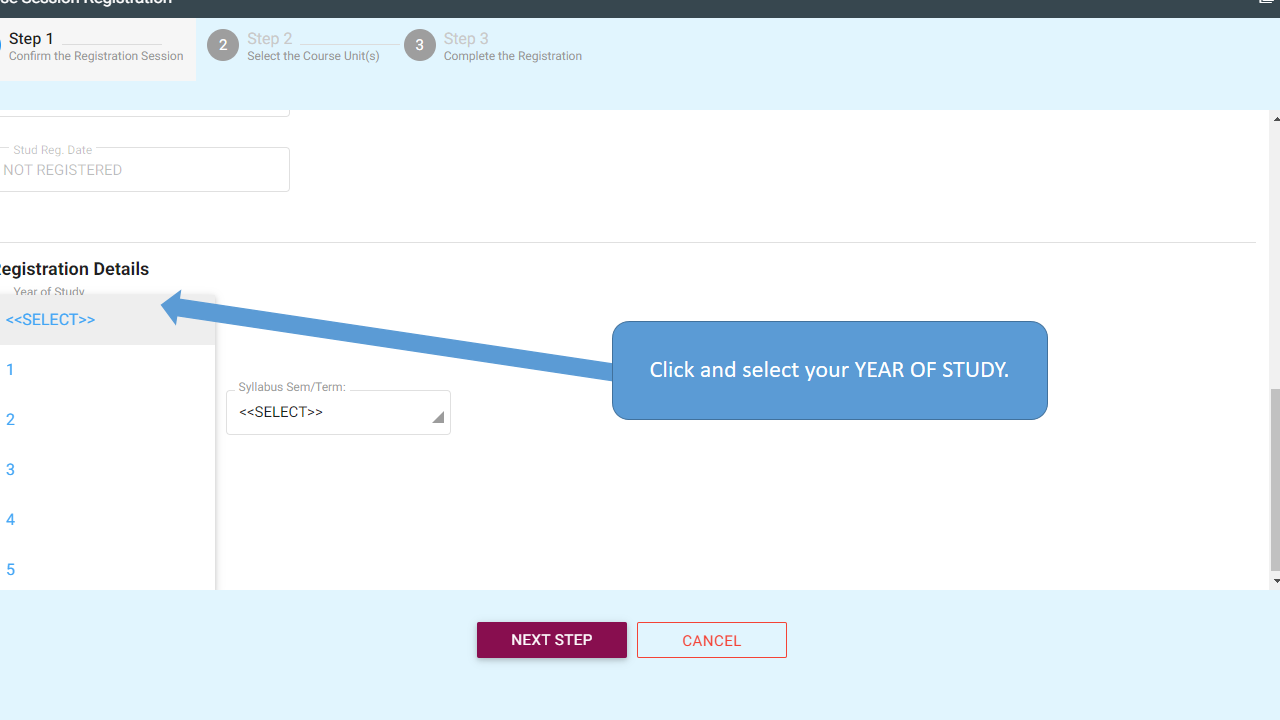 se Session Registration
Step 1
Confirm the Registration Session
2
Step 2
Select the Course Unit(s)
3
Step 3
Complete the Registration
Stud Reg. Date
NOT REGISTERED
egistration Details
Year of Study
<<SELECT>>
1
2
3
4
5
Syllabus Sem/Term:
<<SELECT>>
Click and select your YEAR OF STUDY.
NEXT STEP
CANCEL